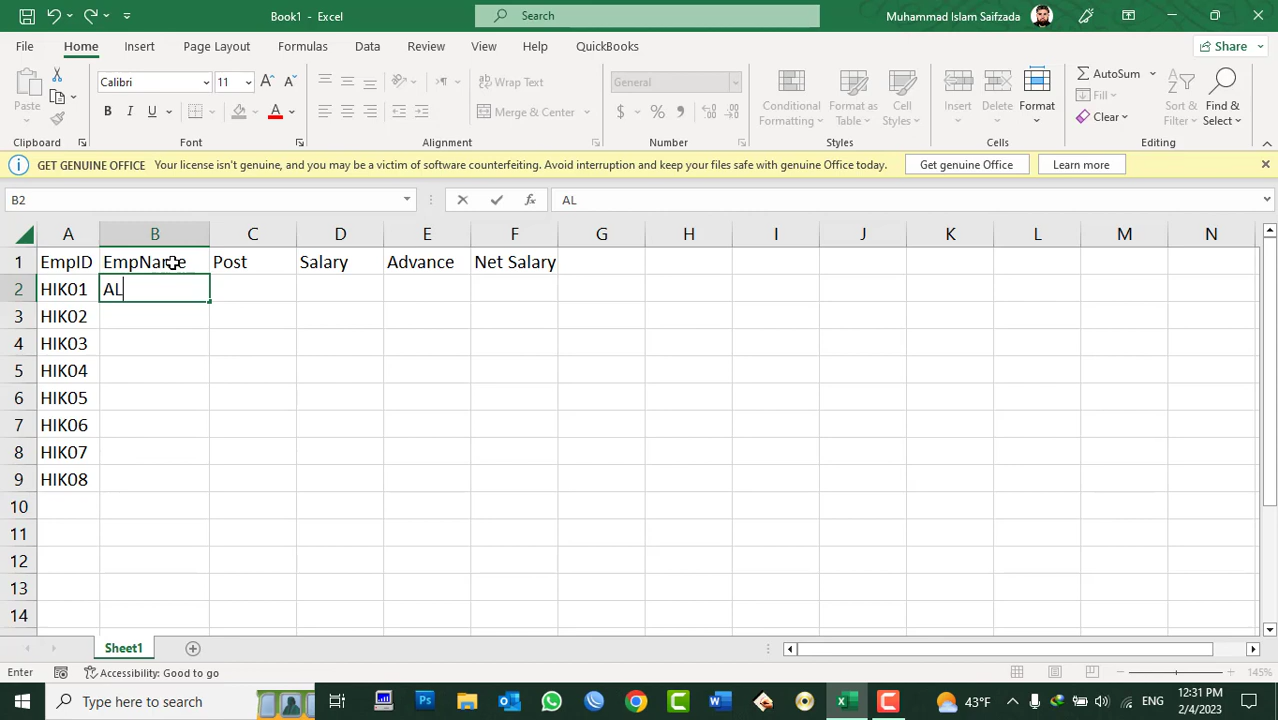 Book1 - Excel
Search
Muhammad Islam Saifzada
File Home Insert Page Layout Formulas Data Review View Help QuickBooks
Share
Paste
Calibri 11
Wrap Text
General
Merge & Center
Conditional Formatting
Format as Table
Cell Styles
Insert Delete Format
AutoSum
Fill
Clear
Sort & Filter
Find & Select
Clipboard Font Alignment Number Styles Cells Editing
GET GENUINE OFFICE Your license isn't genuine, and you may be a victim of software counterfeiting. Avoid interruption and keep your files safe with genuine Office today. Get genuine Office Learn more
B2 fx AL
A B C D E F G H I J K L M N
1 EmpID EmpName Post Salary Advance Net Salary
2 HIK01 AL
3 HIK02
4 HIK03
5 HIK04
6 HIK05
7 HIK06
8 HIK07
9 HIK08
10
11
12
13
14
Sheet1
Enter Accessibility: Good to go 145%
Type here to search
43°F ENG 12:31 PM
2/4/2023